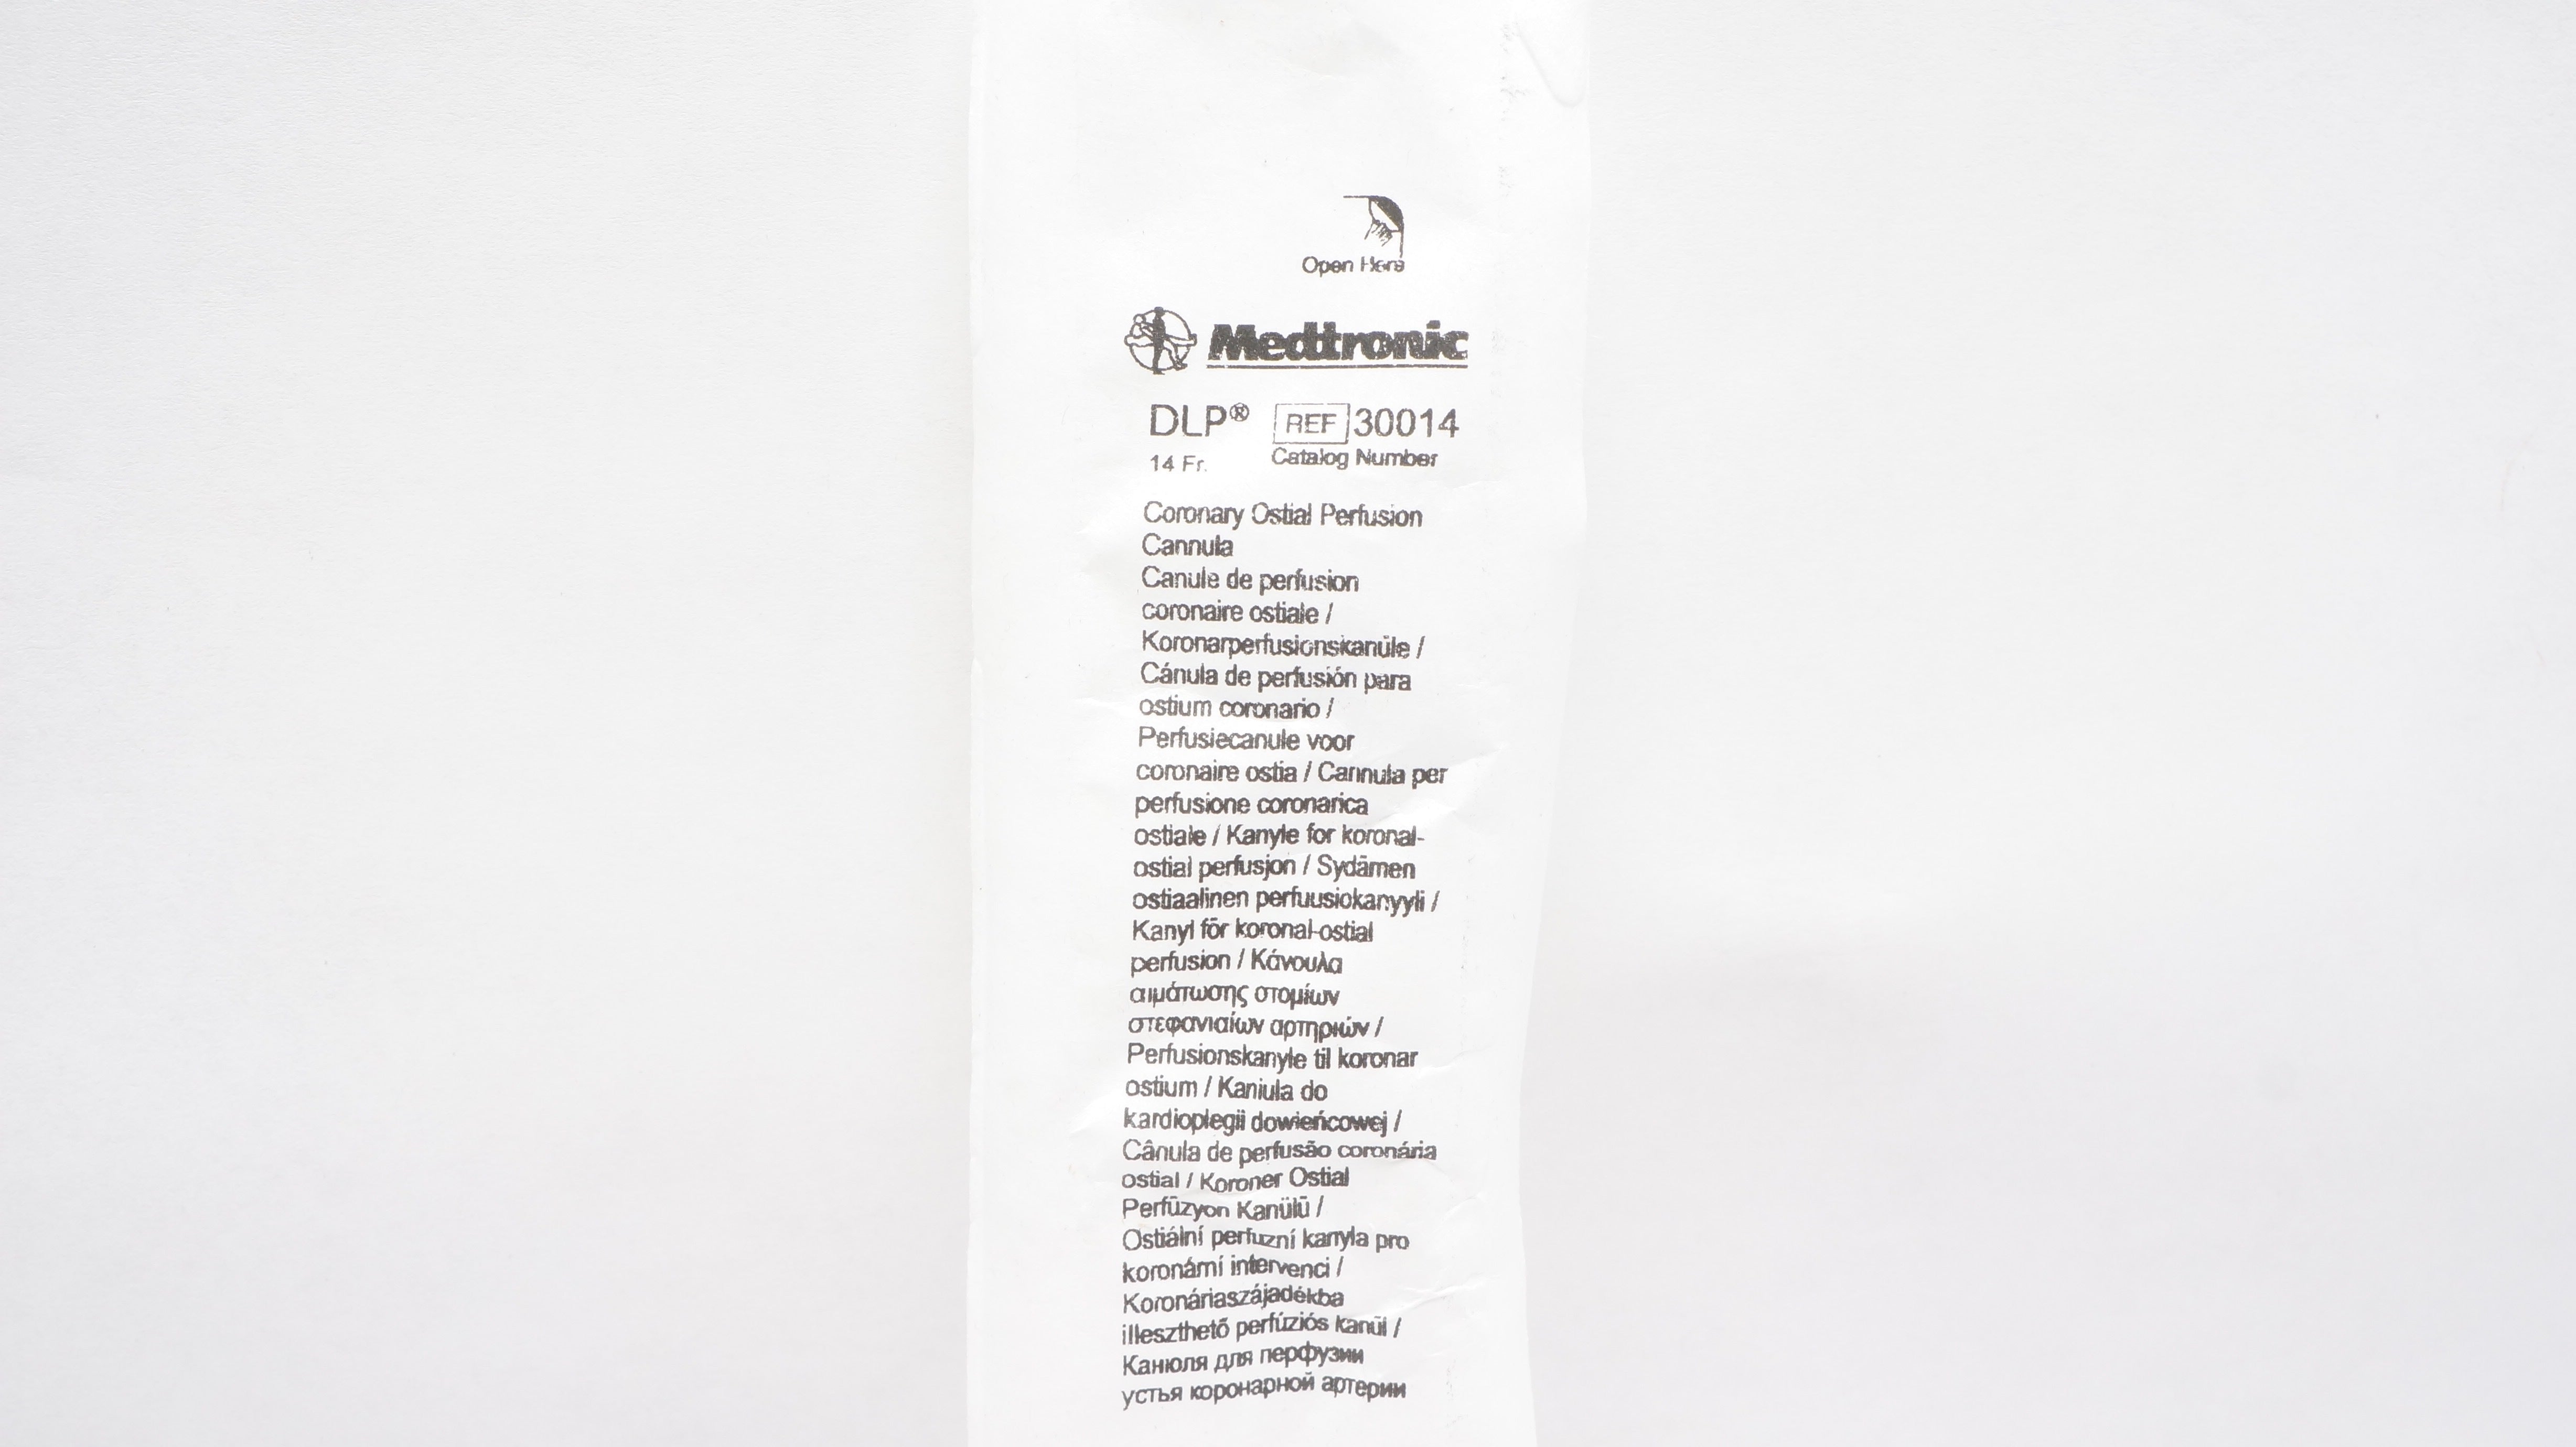 Open Here
Medtronic
DLP® REF 30014
14 Fr. Catalog Number
Coronary Ostial Perfusion
Cannula
Canule de perfusion
coronaire ostiale /
Koronarperfusionskanüle /
Cánula de perfusión para
ostium coronario /
Perfusiecanule voor
coronaire ostia / Cannula per
perfusione coronarica
ostiale / Kanyle for koronal-
ostial perfusjon / Sydämen
ostiaalinen perfuusiokanyyli /
Kanyl för koronal-ostial
perfusion / Κάνουλα
αιμάτωσης στομίων
στεφανιαίων αρτηριών /
Perfusionskanyle til koronar
ostium / Kaniula do
kardioplegii dowieńcowej /
Cânula de perfusão coronária
ostial / Koroner Ostial
Perfüzyon Kanülü /
Ostiální perfuzní kanyla pro
koronární intervenci /
Koronáriaszájadékba
illeszthető perfúziós kanül /
Канюля для перфузии
устья коронарной артерии